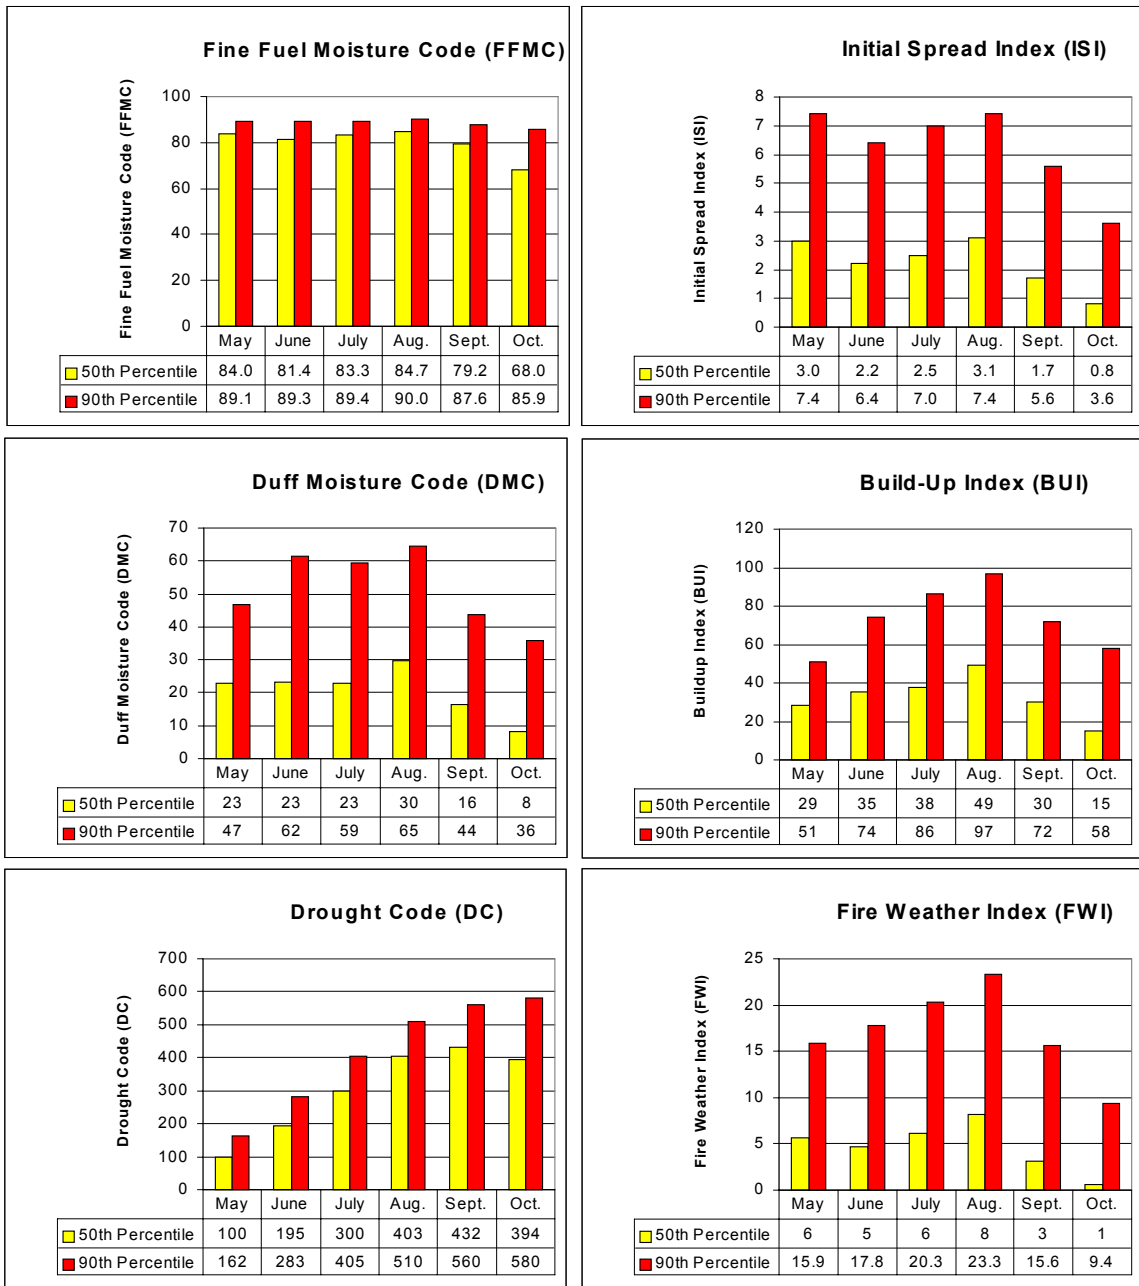 Fine Fuel Moisture Code (FFMC)
Fine Fuel Moisture Code (FFMC)
100
80
60
40
20
0
May June July Aug. Sept. Oct.
50th Percentile 84.0 81.4 83.3 84.7 79.2 68.0
90th Percentile 89.1 89.3 89.4 90.0 87.6 85.9
Initial Spread Index (ISI)
Initial Spread Index (ISI)
8
7
6
5
4
3
2
1
0
May June July Aug. Sept. Oct.
50th Percentile 3.0 2.2 2.5 3.1 1.7 0.8
90th Percentile 7.4 6.4 7.0 7.4 5.6 3.6
Duff Moisture Code (DMC)
Duff Moisture Code (DMC)
70
60
50
40
30
20
10
0
May June July Aug. Sept. Oct.
50th Percentile 23 23 23 30 16 8
90th Percentile 47 62 59 65 44 36
Build-Up Index (BUI)
Buildup Index (BUI)
120
100
80
60
40
20
0
May June July Aug. Sept. Oct.
50th Percentile 29 35 38 49 30 15
90th Percentile 51 74 86 97 72 58
Drought Code (DC)
Drought Code (DC)
700
600
500
400
300
200
100
0
May June July Aug. Sept. Oct.
50th Percentile 100 195 300 403 432 394
90th Percentile 162 283 405 510 560 580
Fire Weather Index (FWI)
Fire Weather Index (FWI)
25
20
15
10
5
0
May June July Aug. Sept. Oct.
50th Percentile 6 5 6 8 3 1
90th Percentile 15.9 17.8 20.3 23.3 15.6 9.4